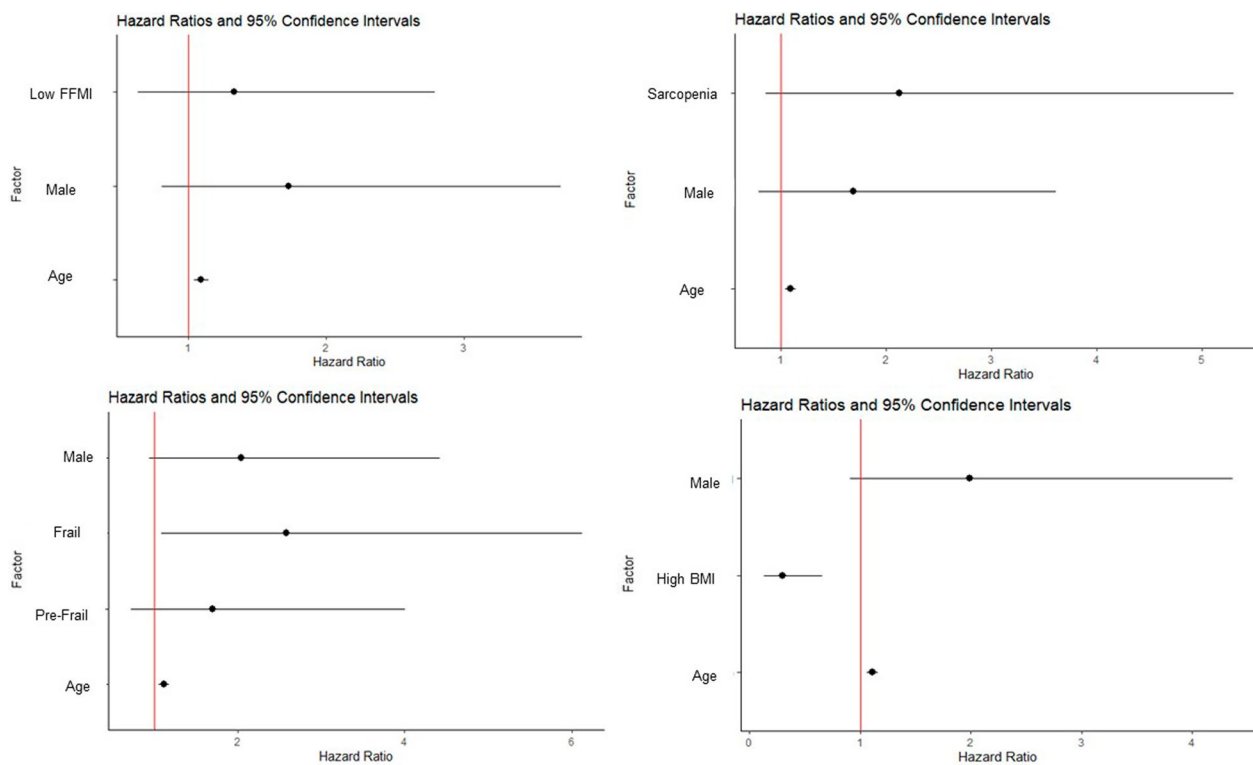 Hazard Ratios and 95% Confidence Intervals
Low FFMI
Male
Age
Factor
1 2 3
Hazard Ratio
Hazard Ratios and 95% Confidence Intervals
Sarcopenia
Male
Age
Factor
1 2 3 4 5
Hazard Ratio
Hazard Ratios and 95% Confidence Intervals
Male
Frail
Pre-Frail
Age
Factor
2 4 6
Hazard Ratio
Hazard Ratios and 95% Confidence Intervals
Male
High BMI
Age
Factor
0 1 2 3 4
Hazard Ratio